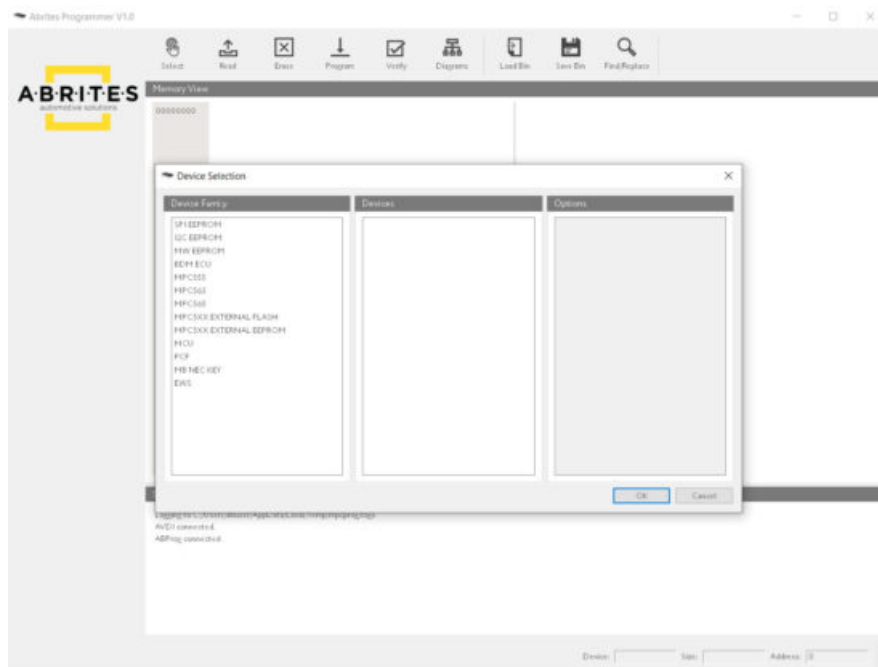 Abrites Programmer V1.0
Select
Read
Erase
Program
Verify
Diagrams
Load Bin
Save Bin
Find/Replace
A·B·R·I·T·E·S
automotive solutions
Memory View
00000000
Device Selection
Device Family
Devices
Options
SPI EEPROM
I2C EEPROM
MW EEPROM
BDM ECU
MPC555
MPC565
MPC5XX EXTERNAL FLASH
MPC5XX EXTERNAL EEPROM
MCU
PCF
MB NEC KEY
EWS
OK
Cancel
AVDI connected.
ABProg connected.
Device:
Size:
Address: 0